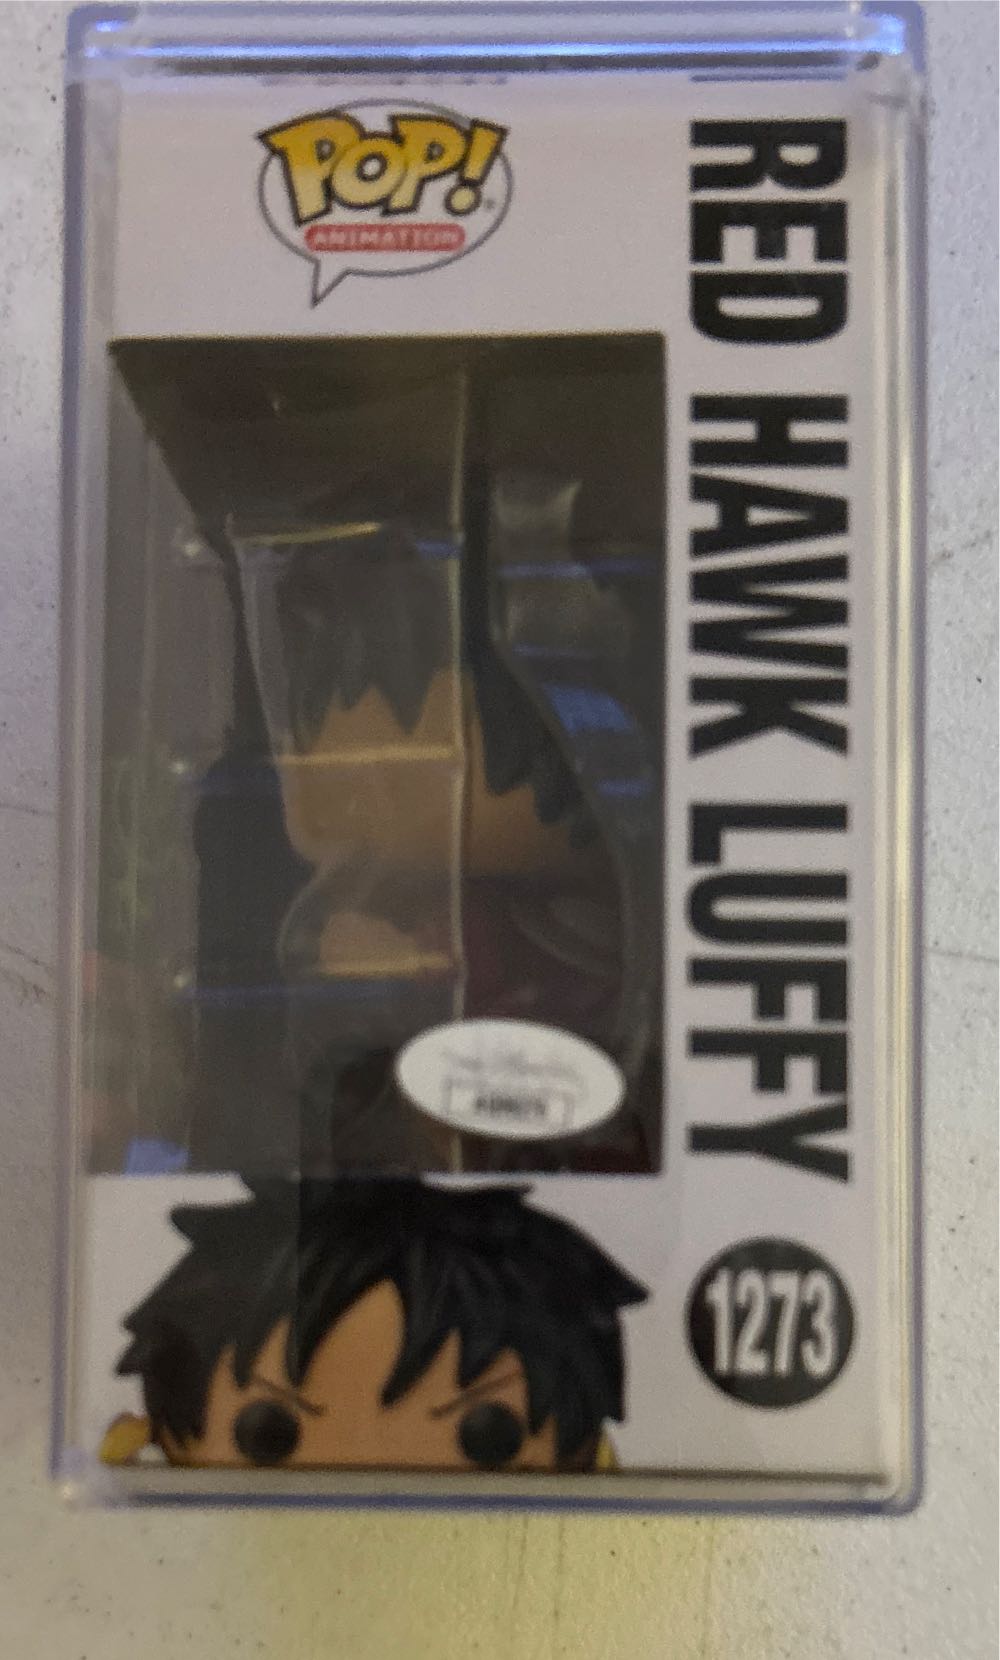 POP!
ANIMATION
RED HAWK LUFFY
1273